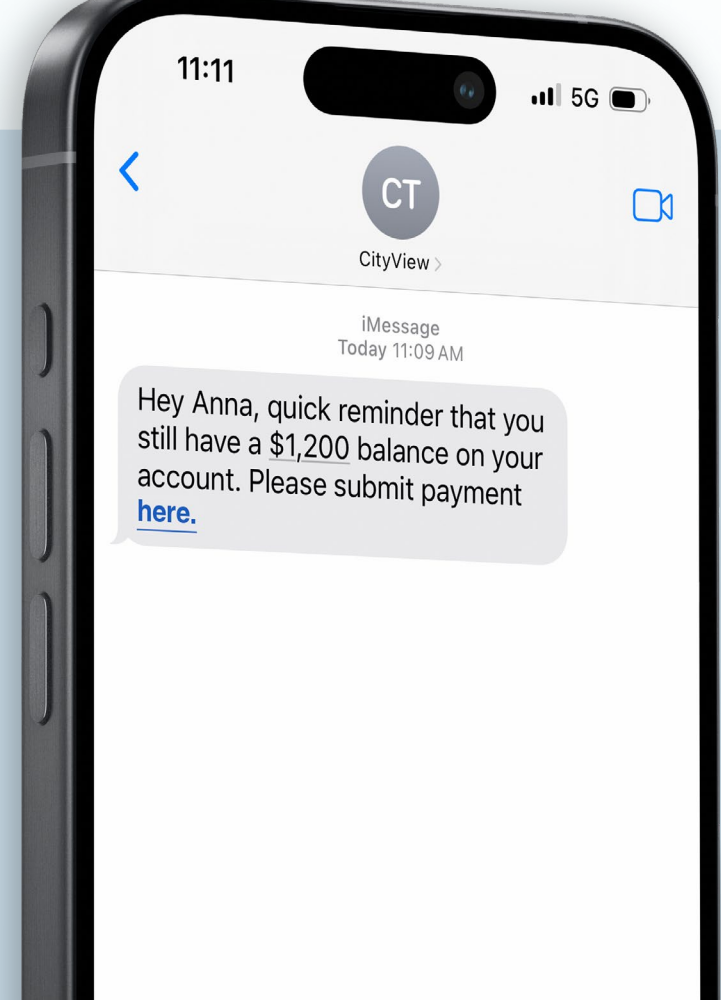 11:11
5G
CT
CityView
iMessage
Today 11:09 AM
Hey Anna, quick reminder that you
still have a $1,200 balance on your
account. Please submit payment
here.